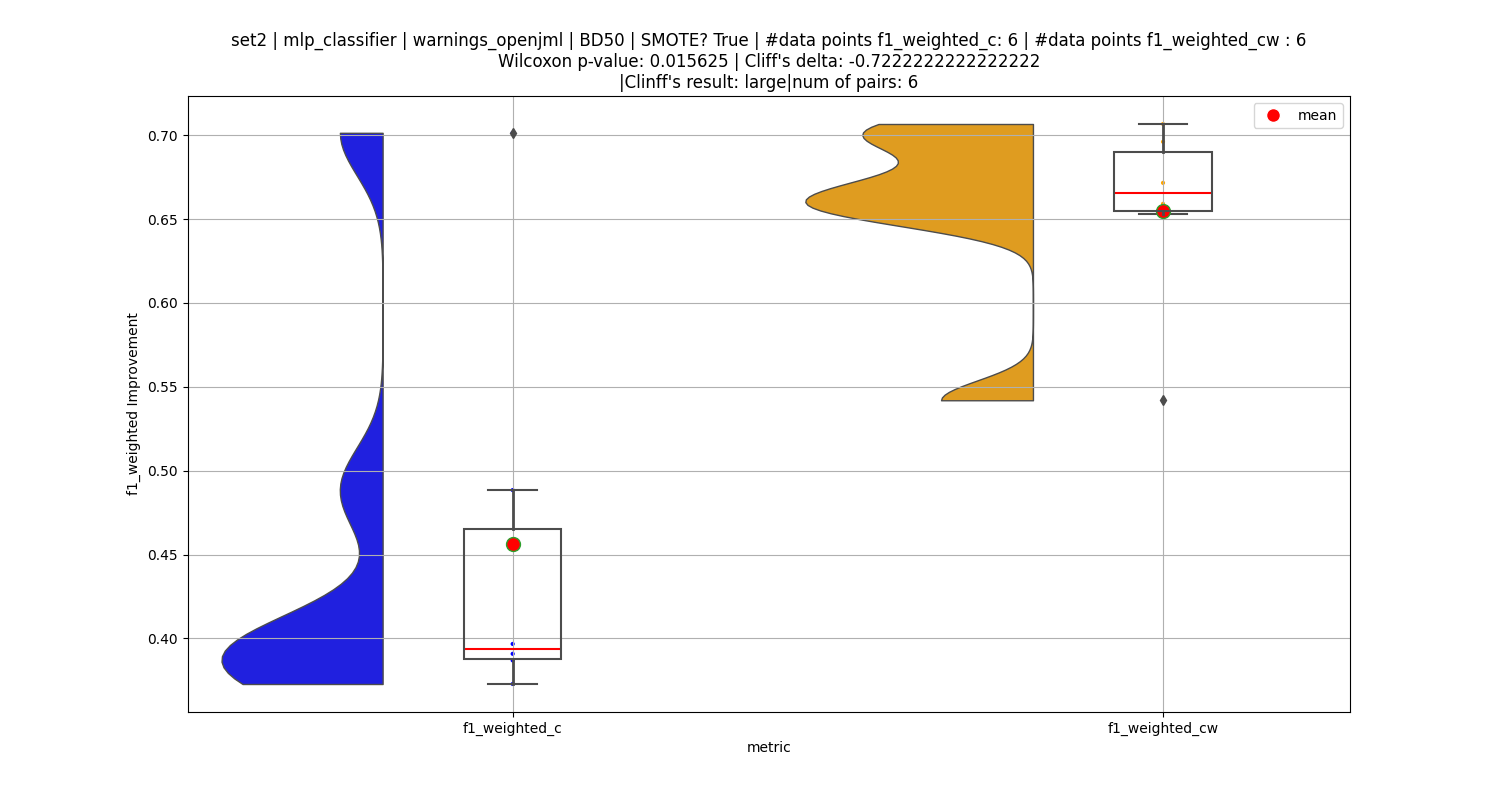 set2 | mlp_classifier | warnings_openjml | BD50 | SMOTE? True | #data points f1_weighted_c: 6 | #data points f1_weighted_cw : 6
Wilcoxon p-value: 0.015625 | Cliff's delta: -0.7222222222222222
|Clinff's result: large|num of pairs: 6
mean
0.70
0.65
0.60
0.55
0.50
0.45
0.40
f1_weighted Improvement
f1_weighted_c
f1_weighted_cw
metric